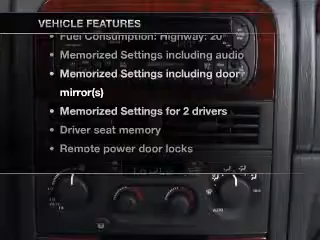 VEHICLE FEATURES
• Fuel Consumption: Highway: 20
• Memorized Settings including audio
• Memorized Settings including door
mirror(s)
• Memorized Settings for 2 drivers
• Driver seat memory
• Remote power door locks
AUTO